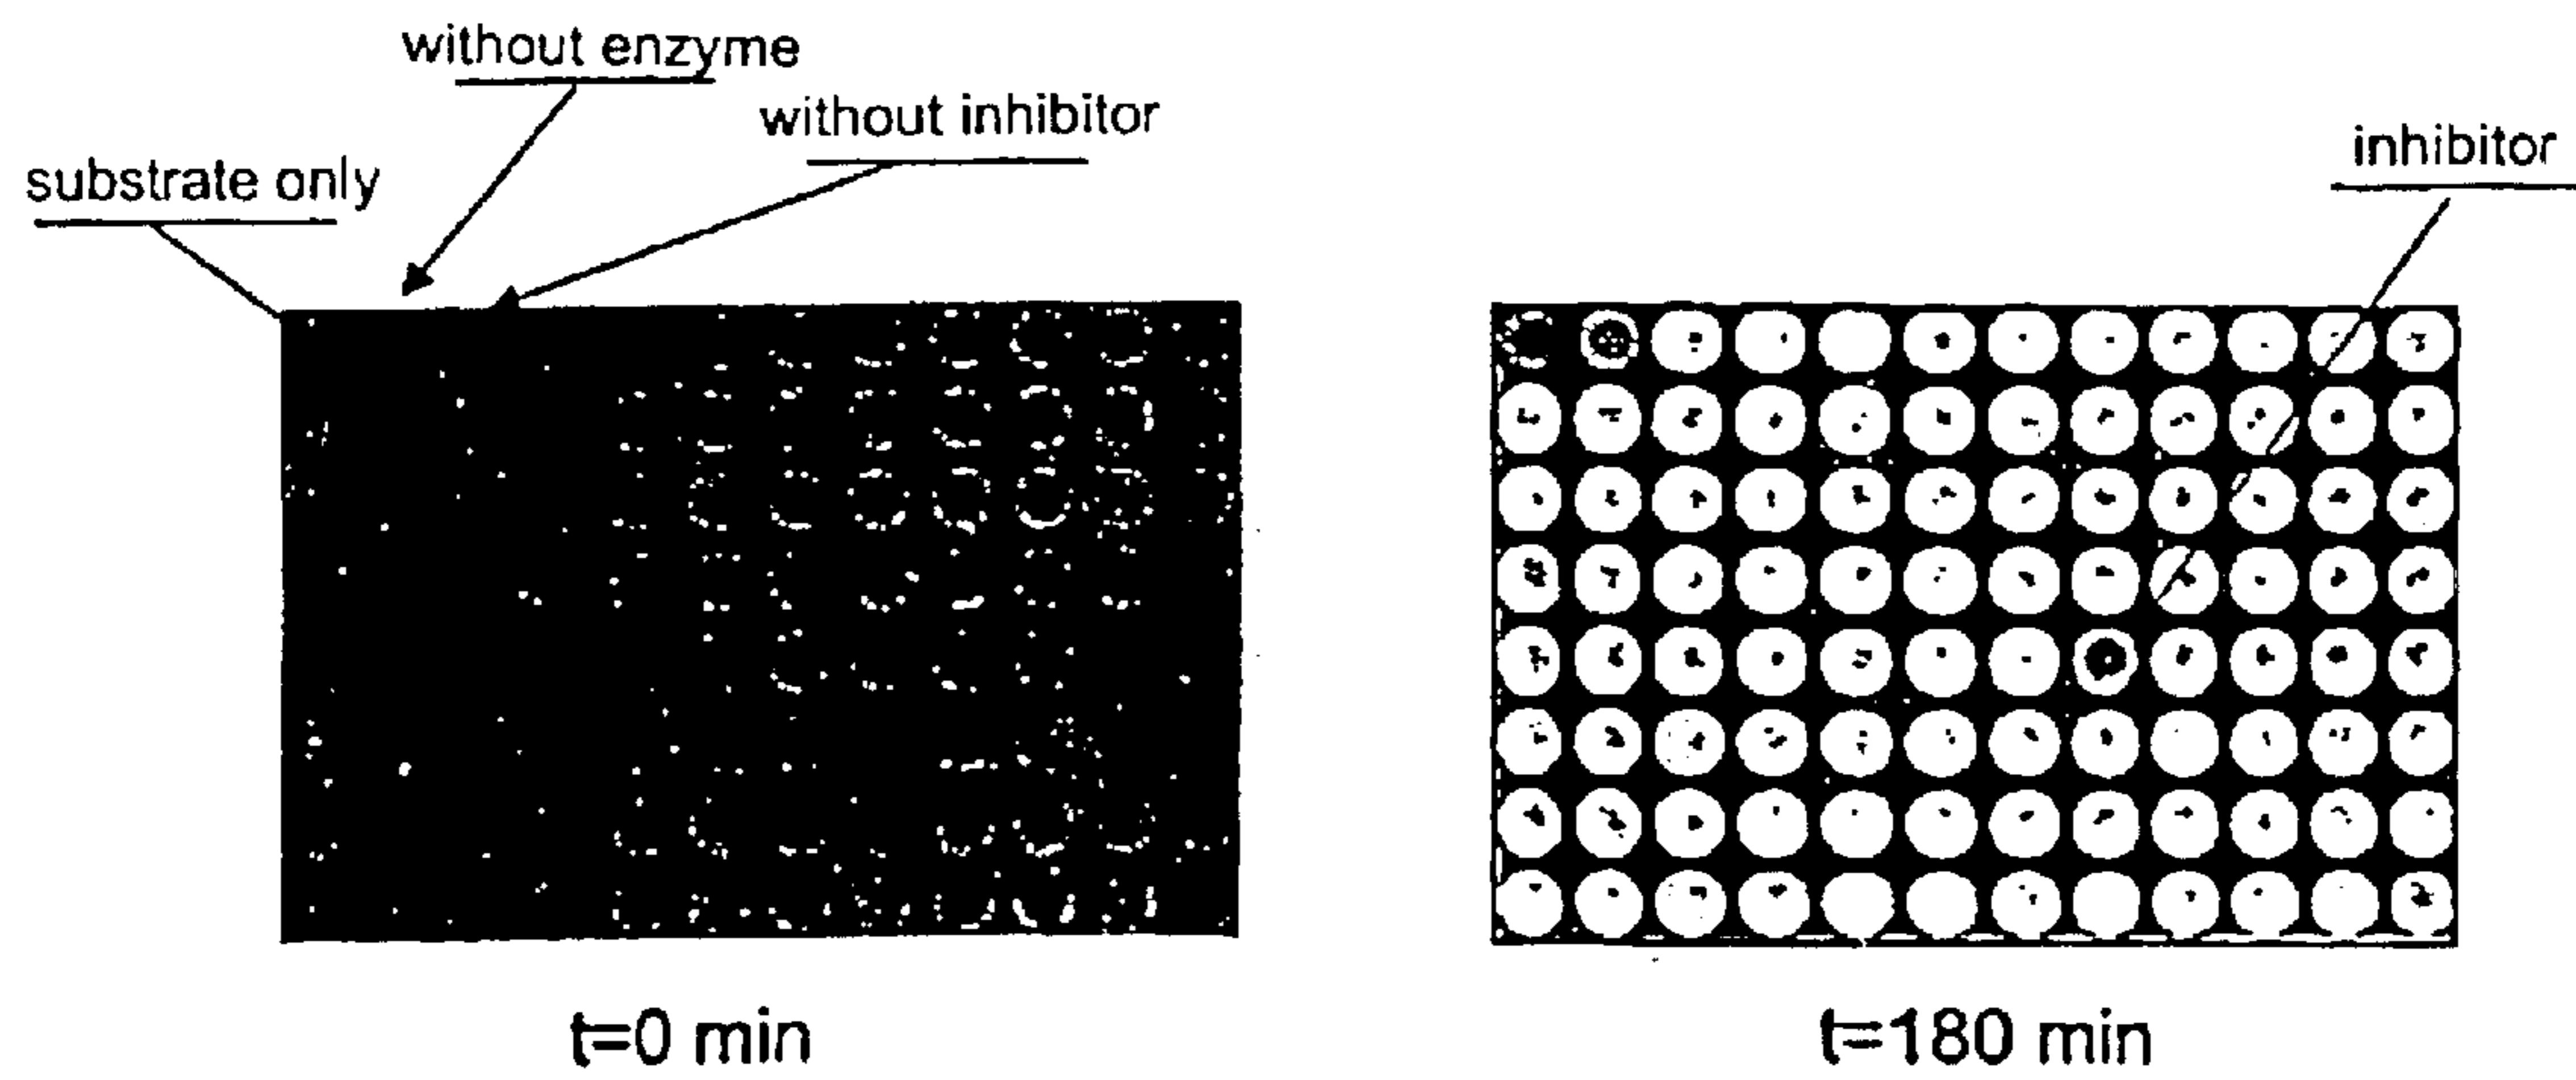 without enzyme
without inhibitor
substrate only
inhibitor
t=0 min
t=180 min